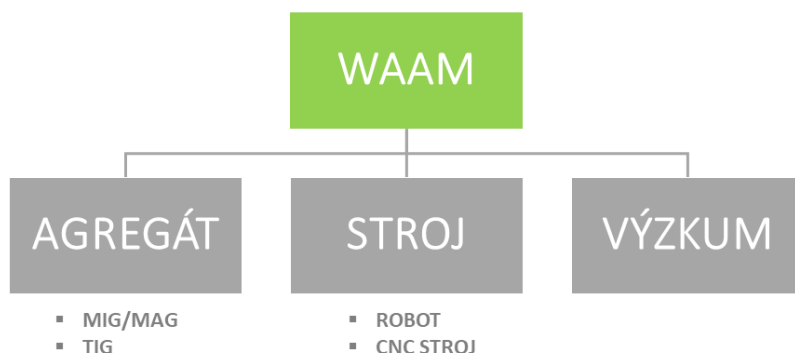 WAAM
AGREGÁT
STROJ
VÝZKUM
▪ MIG/MAG
▪ TIG
▪ ROBOT
▪ CNC STROJ